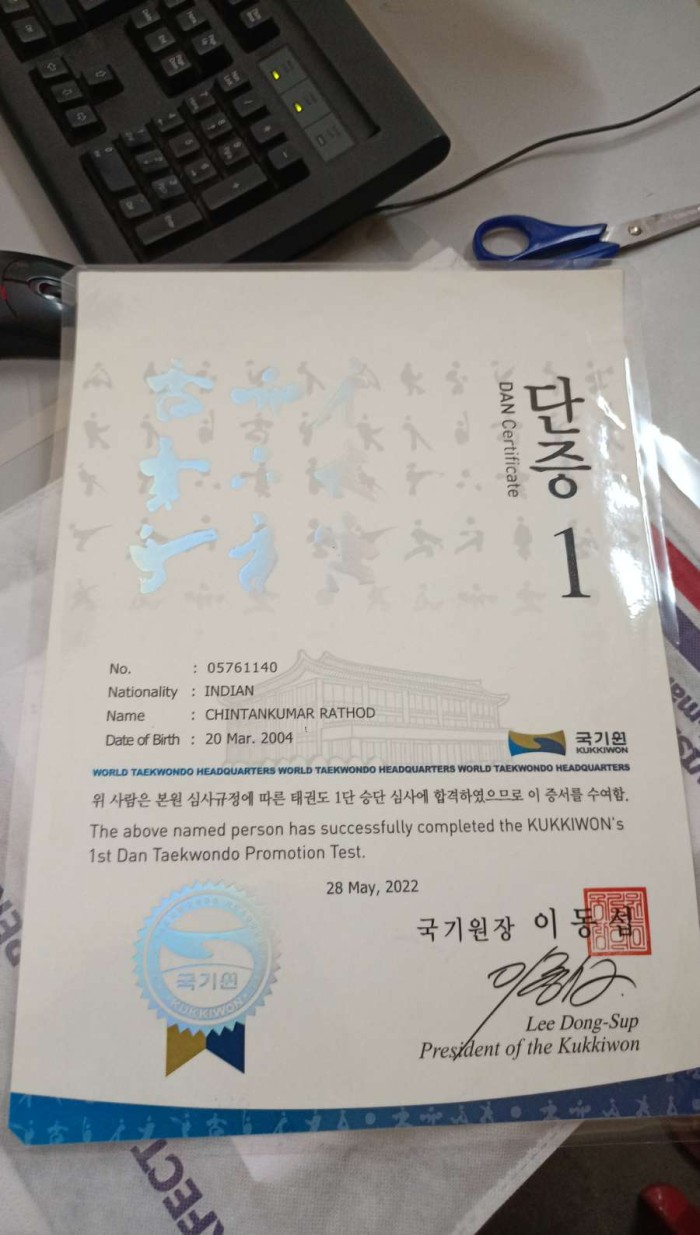 단증
DAN Certificate
1
No. : 05761140
Nationality : INDIAN
Name : CHINTANKUMAR RATHOD
Date of Birth : 20 Mar. 2004
국기원
KUKKIWON
WORLD TAEKWONDO HEADQUARTERS WORLD TAEKWONDO HEADQUARTERS WORLD TAEKWONDO HEADQUARTERS
위 사람은 본원 심사규정에 따른 태권도 1단 승단 심사에 합격하였으므로 이 증서를 수여함.
The above named person has successfully completed the KUKKIWON's
1st Dan Taekwondo Promotion Test.
28 May, 2022
국기원장 이동섭
국기원
KUKKIWON
Lee Dong-Sup
President of the Kukkiwon